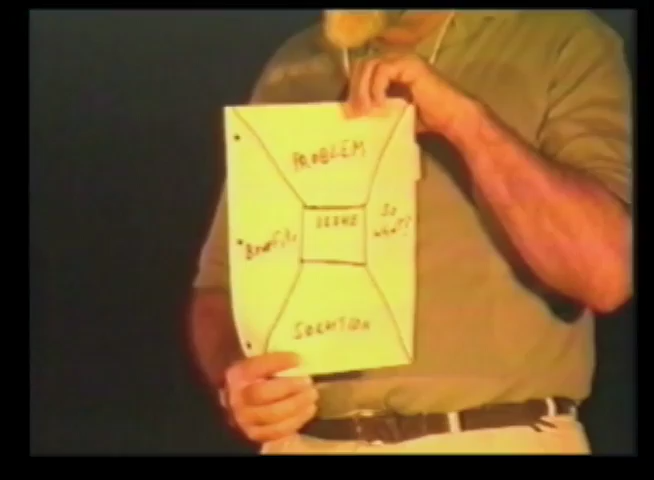 PROBLEM
ISSUE
So
What?
Benefits
SOLUTION